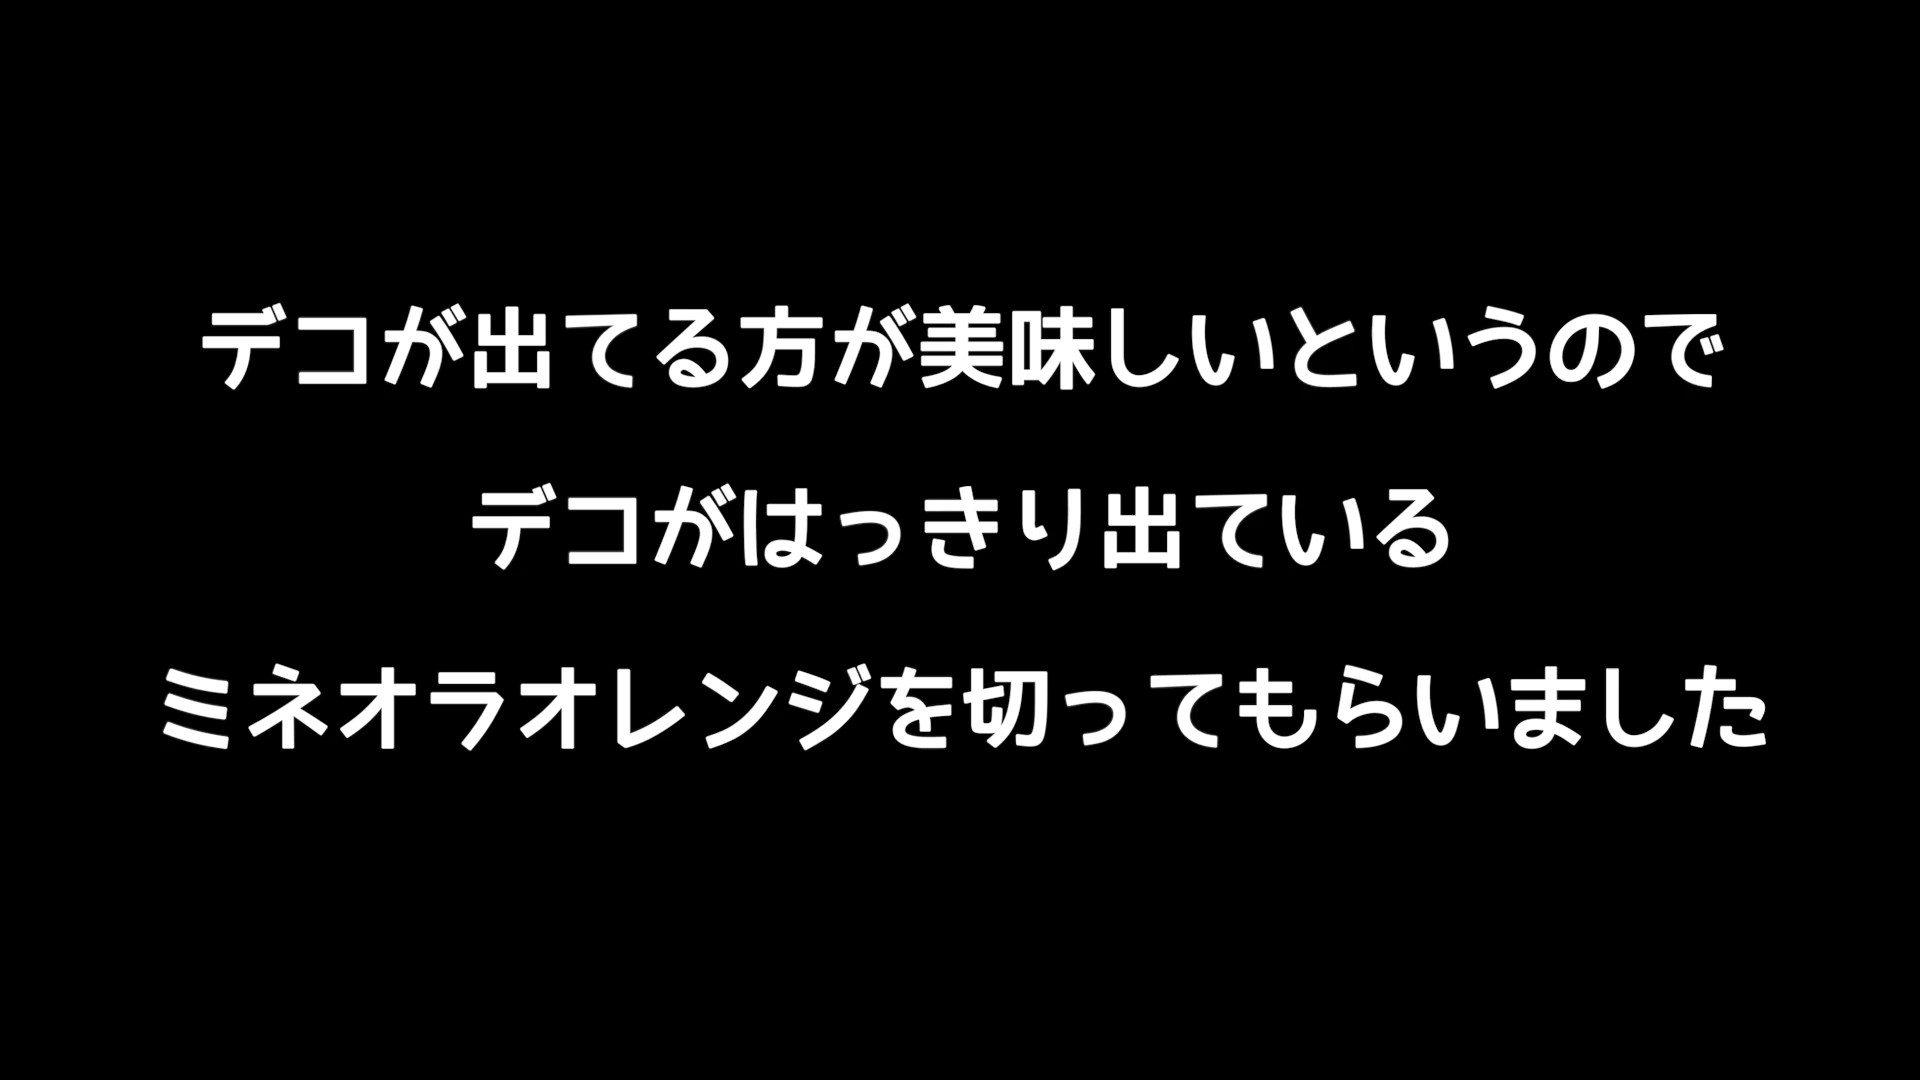 デコが出てる方が美味しいというので
デコがはっきり出ている
ミネオラオレンジを切ってもらいました